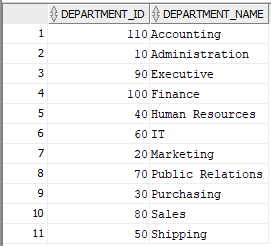 DEPARTMENT_ID DEPARTMENT_NAME
1 110 Accounting
2 10 Administration
3 90 Executive
4 100 Finance
5 40 Human Resources
6 60 IT
7 20 Marketing
8 70 Public Relations
9 30 Purchasing
10 80 Sales
11 50 Shipping